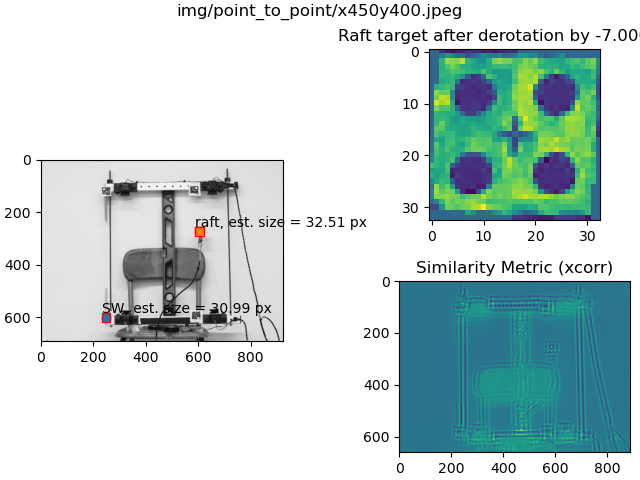 img/point_to_point/x450y400.jpeg
Raft target after derotation by -7.00
0
10
20
30
0 10 20 30
0
200
400
600
raft, est. size = 32.51 px
SW, est. size = 30.99 px
0 200 400 600 800
Similarity Metric (xcorr)
0
200
400
600
0 200 400 600 800